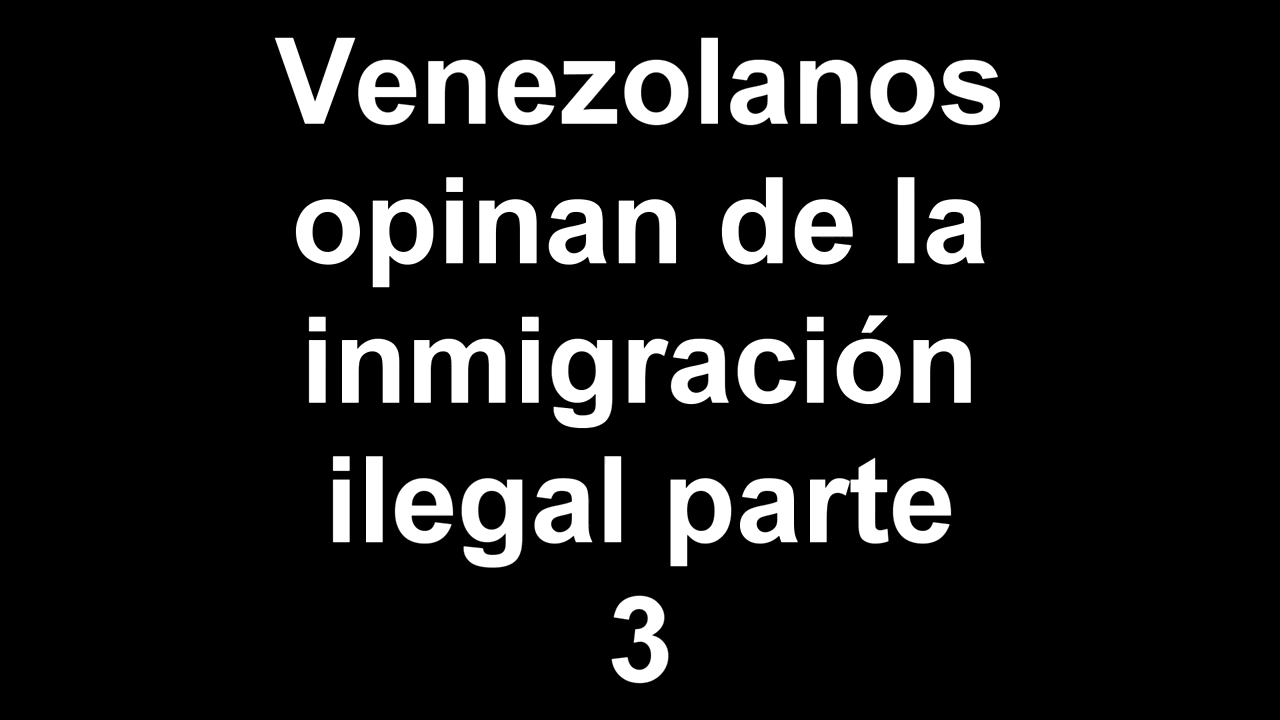 Venezolanos
opinan de la
inmigración
ilegal parte
3